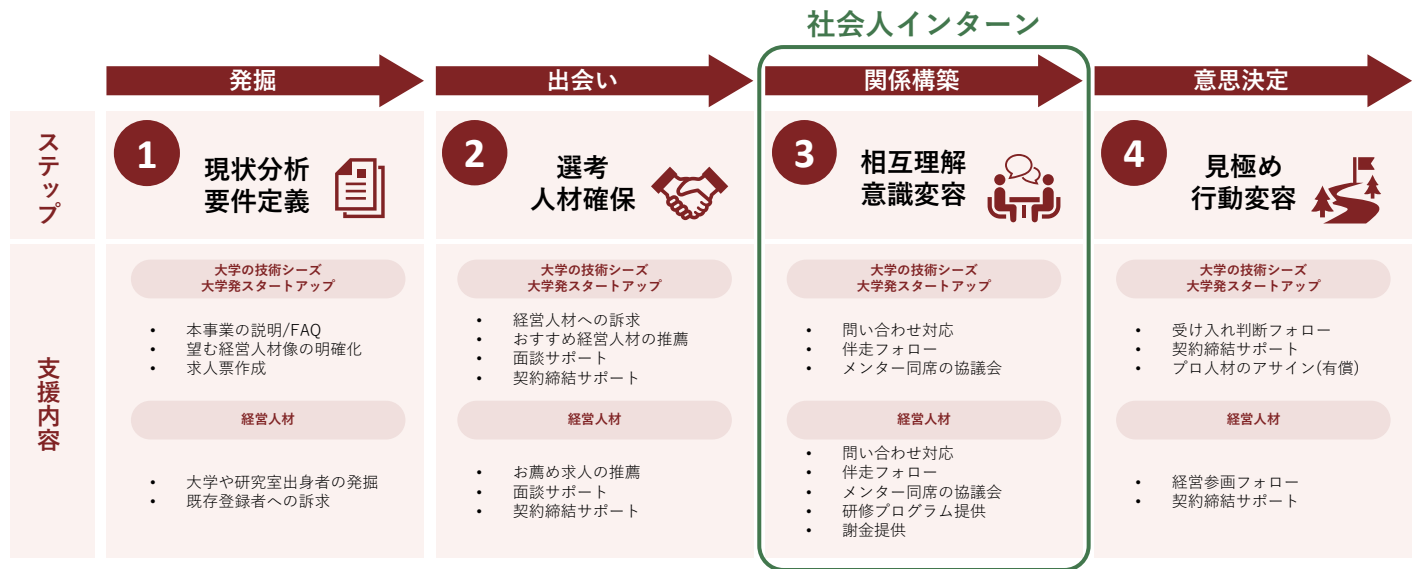 社会人インターン
発掘
出会い
関係構築
意思決定
ステップ
1
現状分析
要件定義
2
選考
人材確保
3
相互理解
意識変容
4
見極め
行動変容
支援内容
大学の技術シーズ
大学発スタートアップ
• 本事業の説明/FAQ
• 望む経営人材像の明確化
• 求人票作成
経営人材
• 大学や研究室出身者の発掘
• 既存登録者への訴求
大学の技術シーズ
大学発スタートアップ
• 経営人材への訴求
• おすすめ経営人材の推薦
• 面談サポート
• 契約締結サポート
経営人材
• お薦め求人の推薦
• 面談サポート
• 契約締結サポート
大学の技術シーズ
大学発スタートアップ
• 問い合わせ対応
• 伴走フォロー
• メンター同席の協議会
経営人材
• 問い合わせ対応
• 伴走フォロー
• メンター同席の協議会
• 研修プログラム提供
• 謝金提供
大学の技術シーズ
大学発スタートアップ
• 受け入れ判断フォロー
• 契約締結サポート
• プロ人材のアサイン(有償)
経営人材
• 経営参画フォロー
• 契約締結サポート